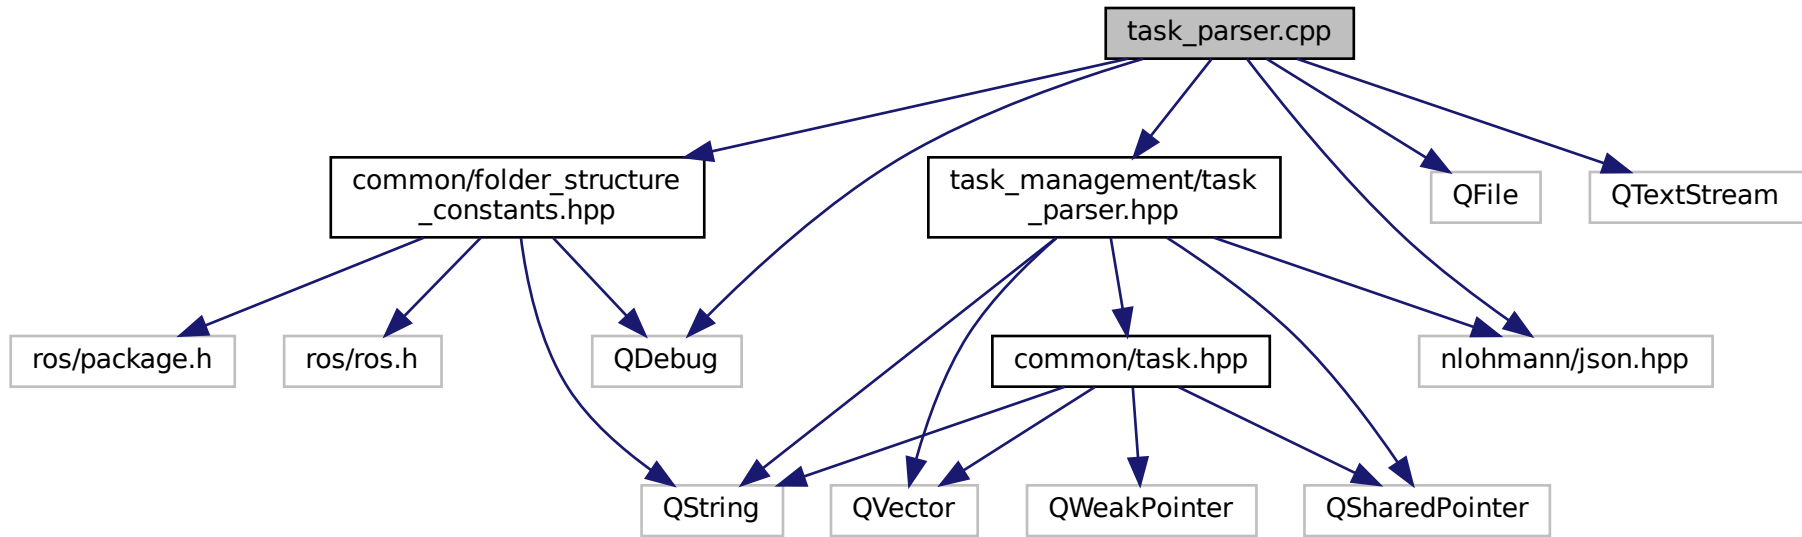 task_parser.cpp
common/folder_structure
_constants.hpp
task_management/task
_parser.hpp
QFile
QTextStream
ros/package.h
ros/ros.h
QDebug
common/task.hpp
nlohmann/json.hpp
QString
QVector
QWeakPointer
QSharedPointer